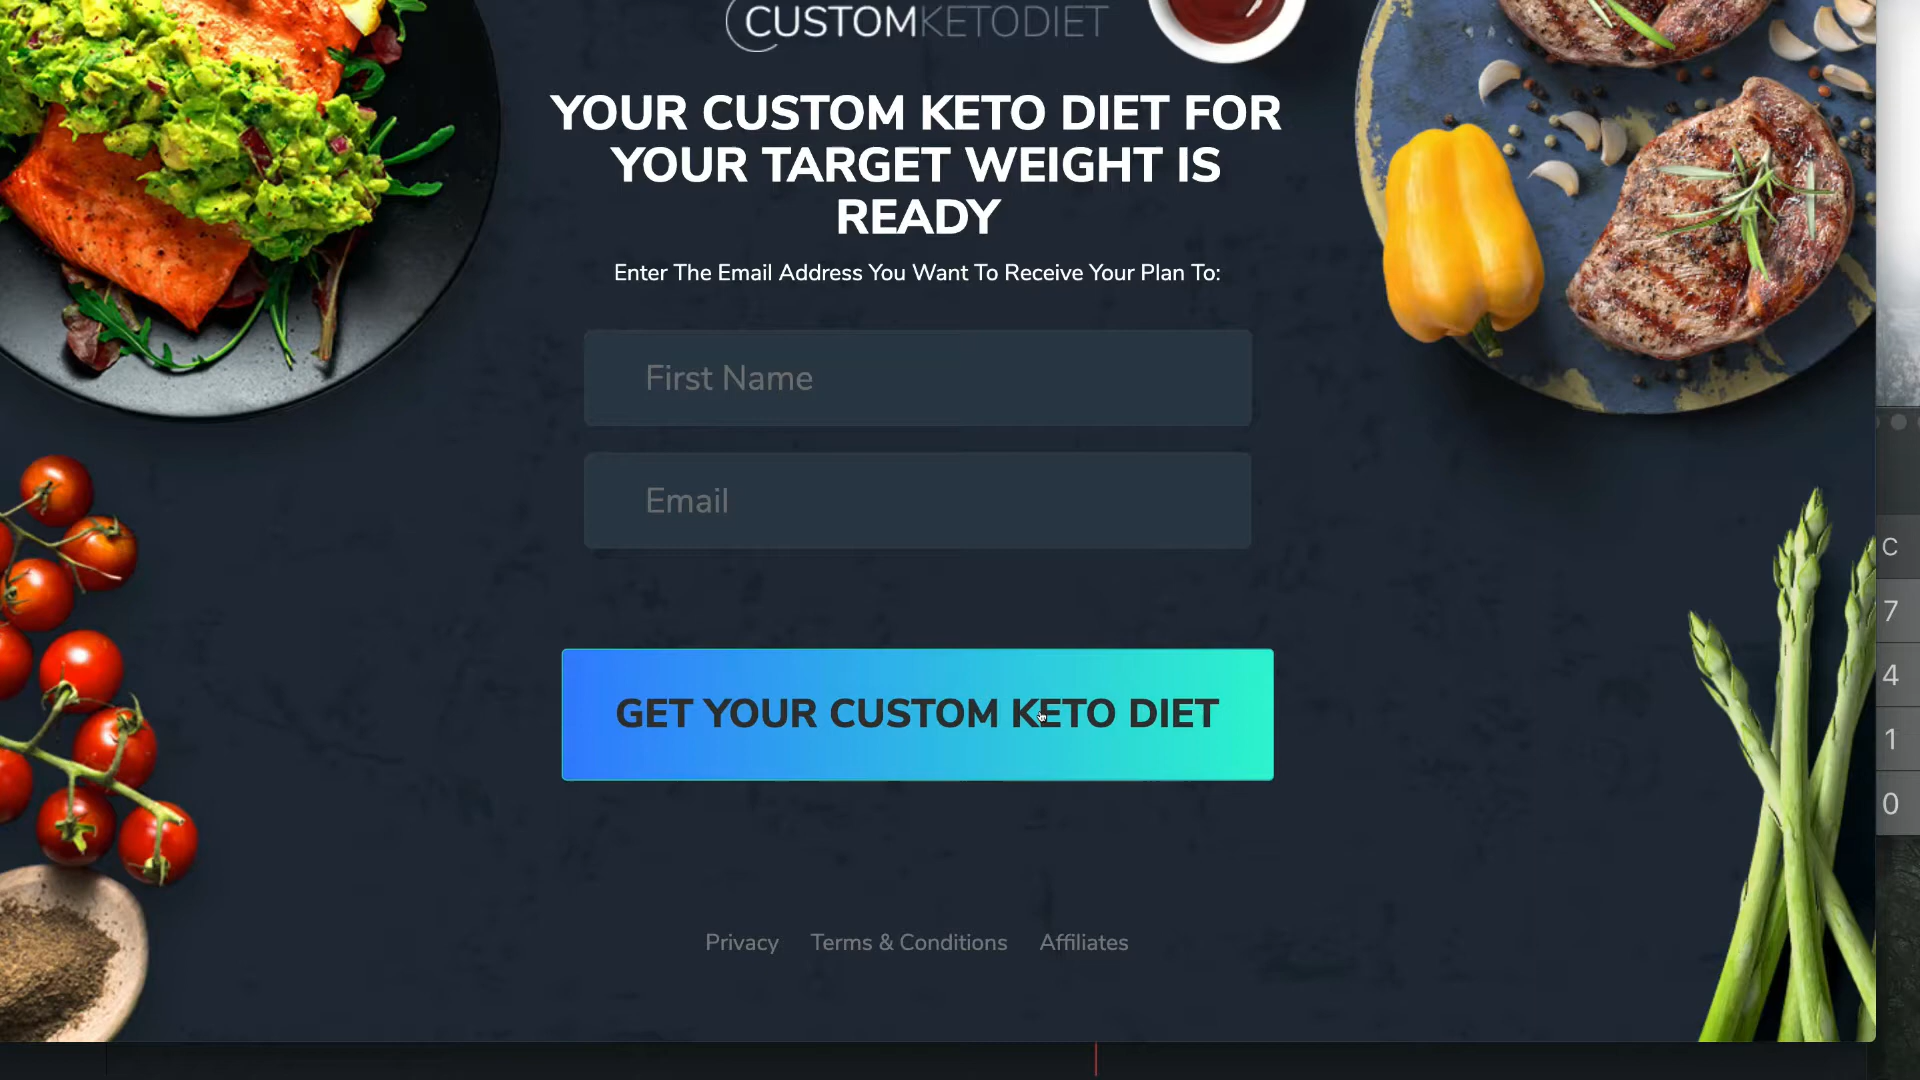 CUSTOMKETODIET
YOUR CUSTOM KETO DIET FOR
YOUR TARGET WEIGHT IS
READY
Enter The Email Address You Want To Receive Your Plan To:
First Name
Email
GET YOUR CUSTOM KETO DIET
Privacy Terms & Conditions Affiliates
C
7
4
1
0